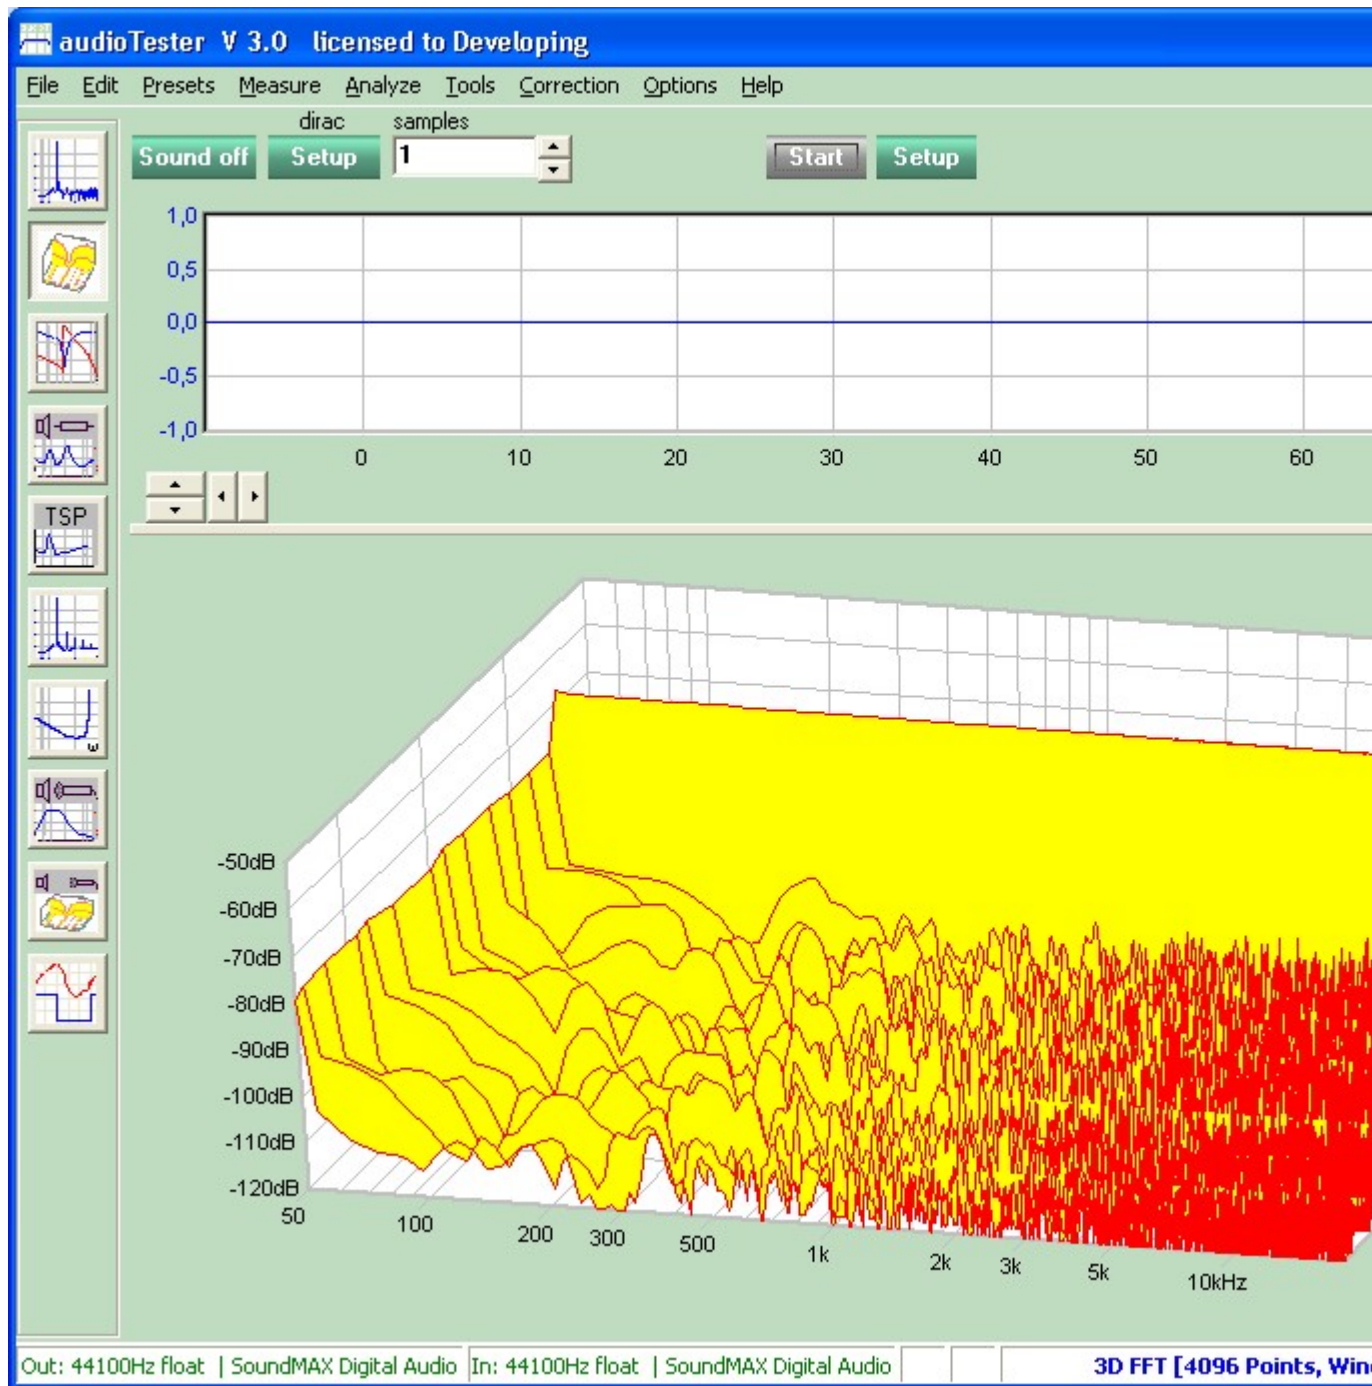 audioTester V 3.0 licensed to Developing
File Edit Presets Measure Analyze Tools Correction Options Help
dirac samples
Sound off Setup 1 Start Setup
1,0
0,5
0,0
-0,5
-1,0
0 10 20 30 40 50 60
TSP
ω
-50dB
-60dB
-70dB
-80dB
-90dB
-100dB
-110dB
-120dB
50 100 200 300 500 1k 2k 3k 5k 10kHz
Out: 44100Hz float | SoundMAX Digital Audio In: 44100Hz float | SoundMAX Digital Audio 3D FFT [4096 Points,